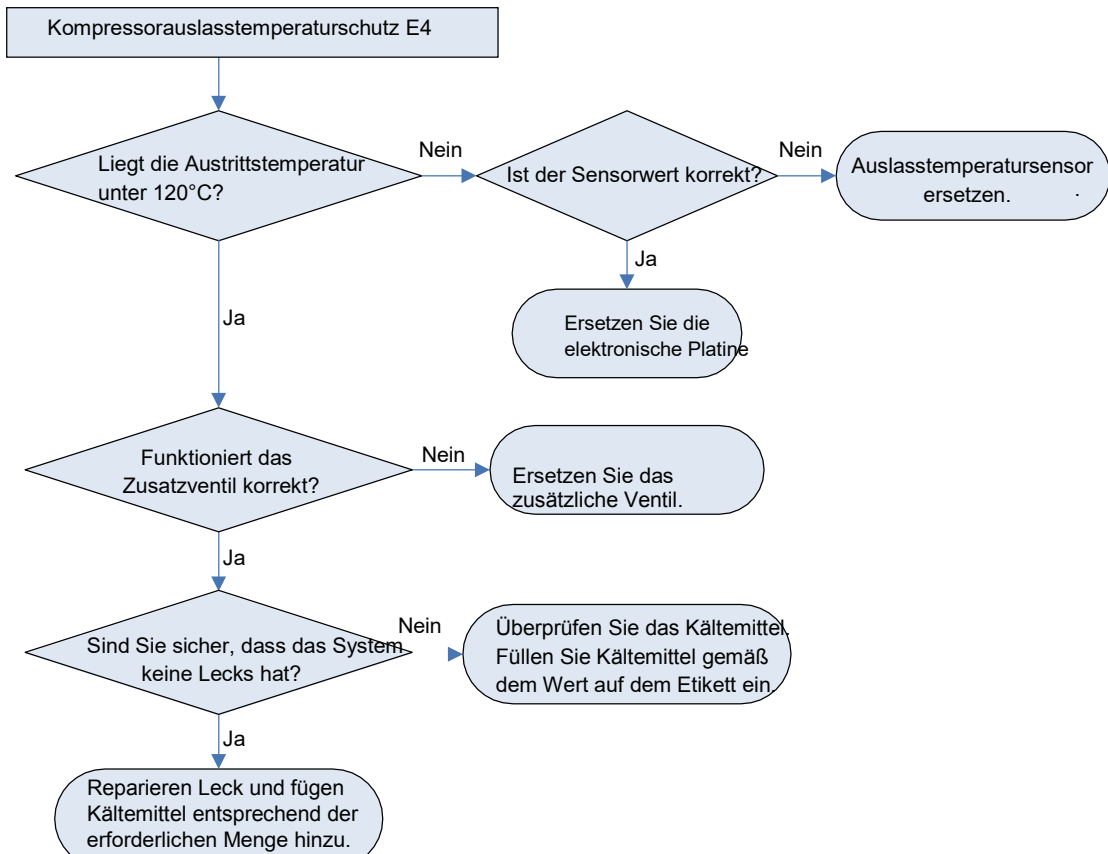 Kompressorauslasstemperaturschutz E4
Liegt die Austrittstemperatur
unter 120°C?
Nein
Ist der Sensorwert korrekt?
Nein
Auslasstemperatursensor
ersetzen.
.
Ja
Ersetzen Sie die
elektronische Platine
Ja
Funktioniert das
Zusatzventil korrekt?
Nein
Ersetzen Sie das
zusätzliche Ventil.
Ja
Sind Sie sicher, dass das System
keine Lecks hat?
Nein
Überprüfen Sie das Kältemittel.
Füllen Sie Kältemittel gemäß
dem Wert auf dem Etikett ein.
Ja
Reparieren Leck und fügen
Kältemittel entsprechend der
erforderlichen Menge hinzu.